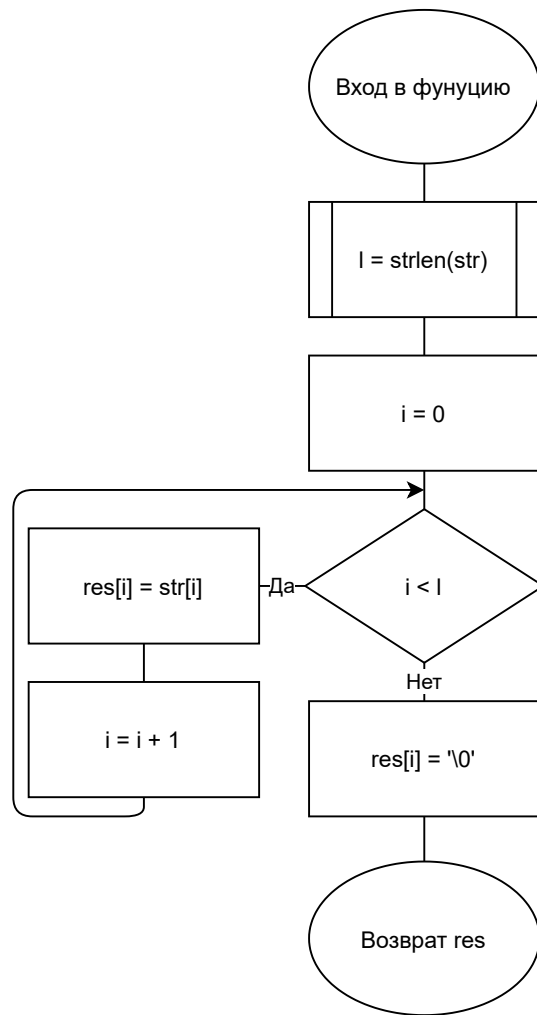 Вход в фунуцию
l = strlen(str)
i = 0
i < l
Да
res[i] = str[i]
i = i + 1
Нет
res[i] = '\0'
Возврат res